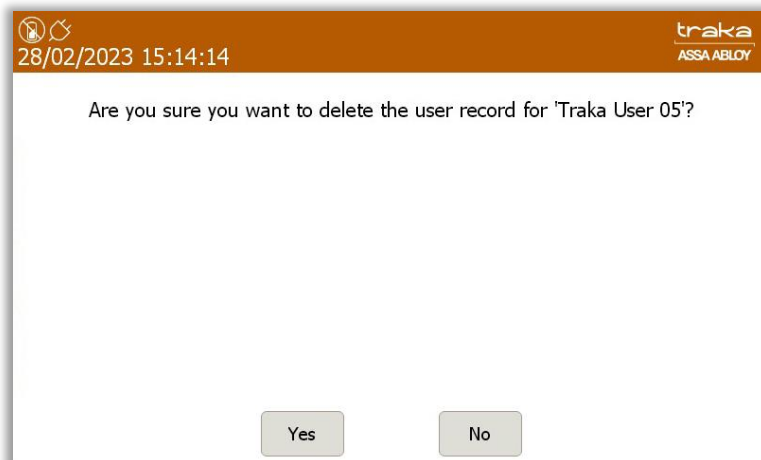 traka
28/02/2023 15:14:14
ASSA ABLOY
Are you sure you want to delete the user record for 'Traka User 05'?
Yes
No